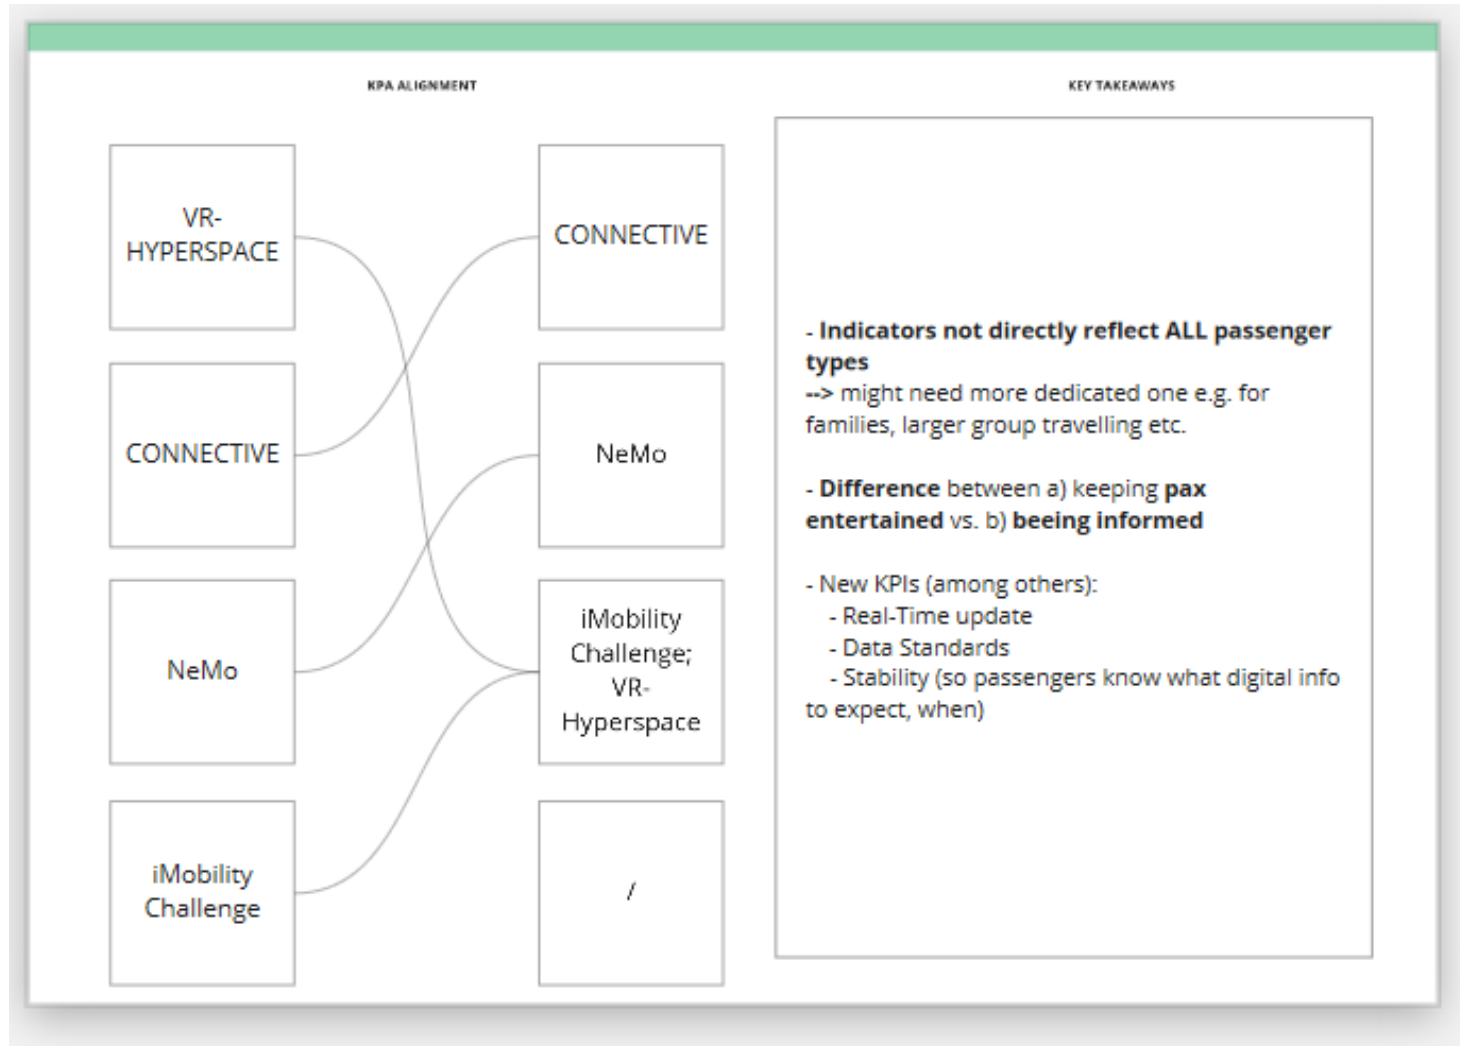 KPA ALIGNMENT
VR-
HYPERSPACE
CONNECTIVE
NeMo
iMobility
Challenge
CONNECTIVE
NeMo
iMobility
Challenge;
VR-
Hyperspace
/
KEY TAKEAWAYS
- Indicators not directly reflect ALL passenger
types
--> might need more dedicated one e.g. for
families, larger group travelling etc.
- Difference between a) keeping pax
entertained vs. b) beeing informed
- New KPIs (among others):
- Real-Time update
- Data Standards
- Stability (so passengers know what digital info
to expect, when)